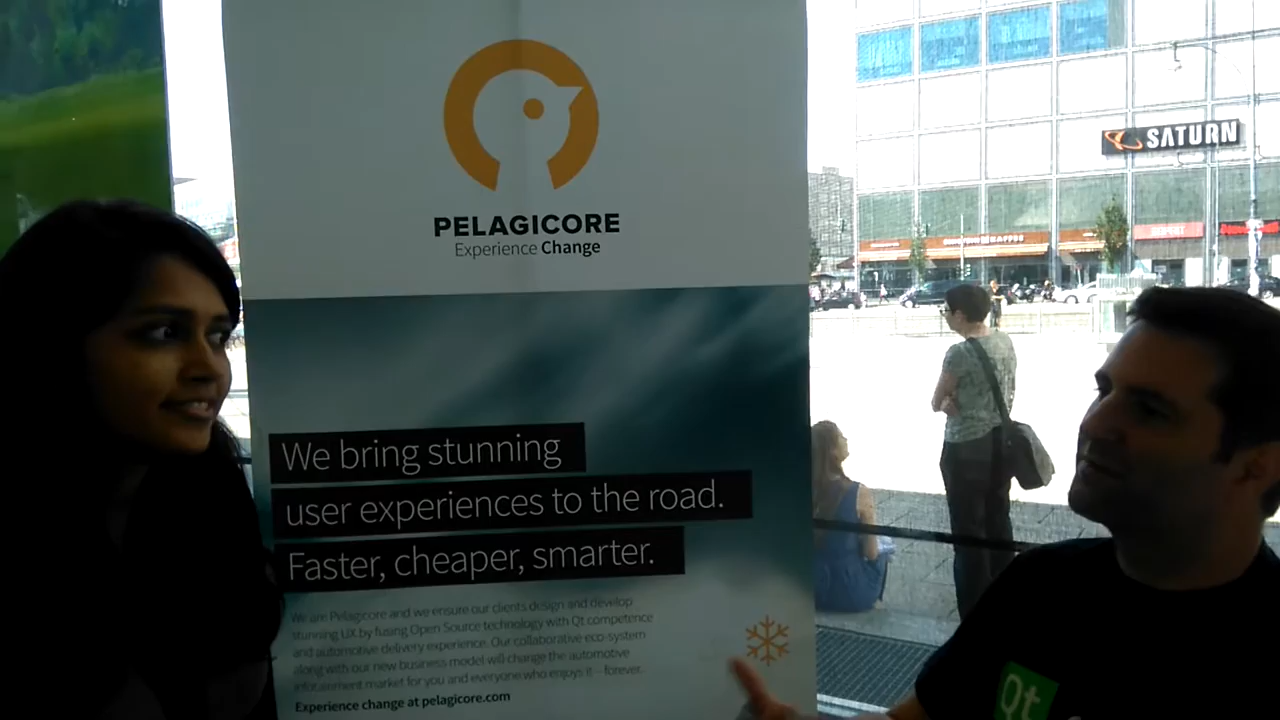 PELAGICORE
Experience Change
We bring stunning
user experiences to the road.
Faster, cheaper, smarter.
We are Pelagicore and we ensure our clients design and develop
stunning UX by fusing Open Source technology with Qt competence
and automotive delivery experience. Our collaborative eco-system
along with our new business model will change the automotive
infotainment market for you and everyone who enjoys it – forever.
Experience change at pelagicore.com
SATURN
Qt